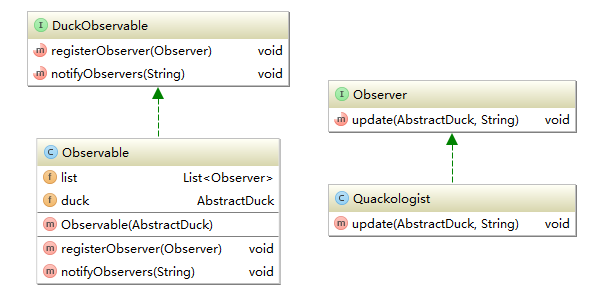 I DuckObservable
m registerObserver(Observer) void
m notifyObservers(String) void
C Observable
f list List<Observer>
f duck AbstractDuck
m Observable(AbstractDuck)
m registerObserver(Observer) void
m notifyObservers(String) void
I Observer
m update(AbstractDuck, String) void
C Quackologist
m update(AbstractDuck, String) void